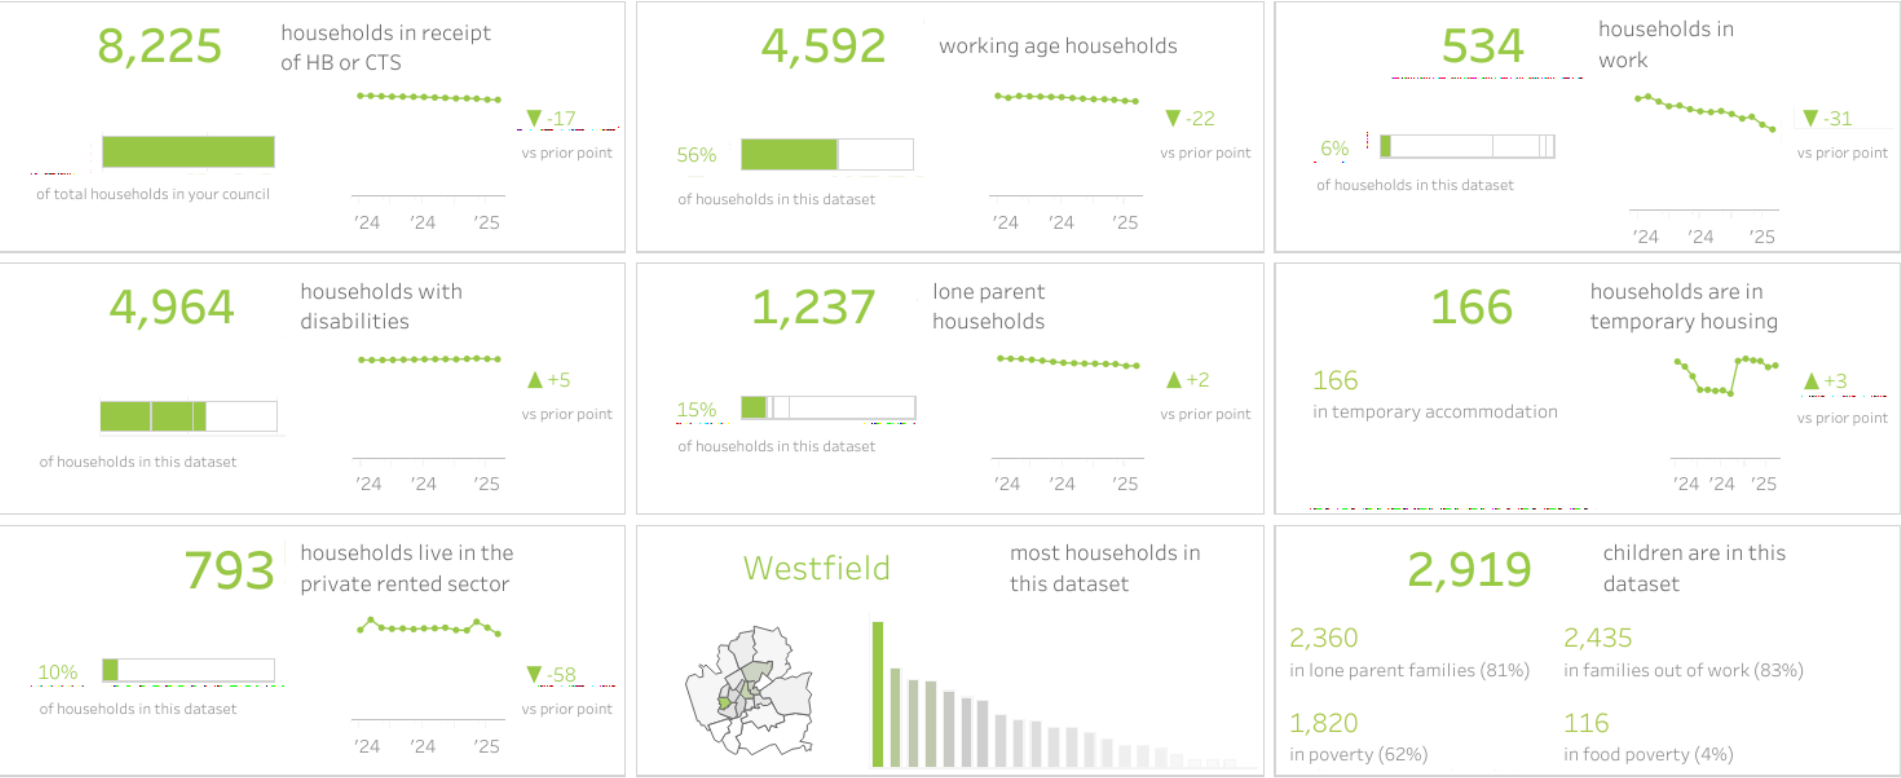 8,225
households in receipt
of HB or CTS
▼ -17
vs prior point
of total households in your council
'24 '24 '25
4,592
working age households
▼ -22
56%
vs prior point
of households in this dataset
'24 '24 '25
534
households in
work
▼ -31
6%
vs prior point
of households in this dataset
'24 '24 '25
4,964
households with
disabilities
▲ +5
vs prior point
of households in this dataset
'24 '24 '25
1,237
lone parent
households
▲ +2
15%
vs prior point
of households in this dataset
'24 '24 '25
166
households are in
temporary housing
166
in temporary accommodation
▲ +3
vs prior point
'24 '24 '25
793
households live in the
private rented sector
10%
▼ -58
of households in this dataset
vs prior point
'24 '24 '25
Westfield
most households in
this dataset
2,919
children are in this
dataset
2,360
in lone parent families (81%)
2,435
in families out of work (83%)
1,820
in poverty (62%)
116
in food poverty (4%)